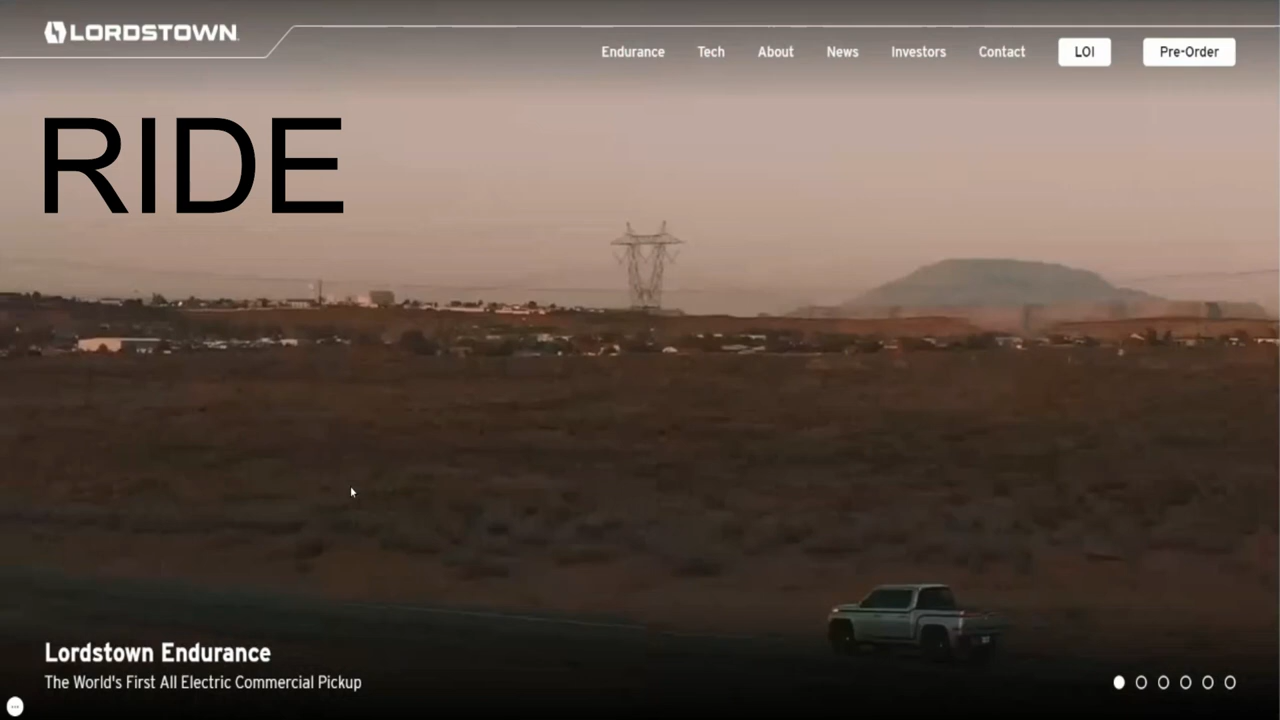 LORDSTOWN
Endurance Tech About News Investors Contact LOI Pre-Order
RIDE
Lordstown Endurance
The World's First All Electric Commercial Pickup